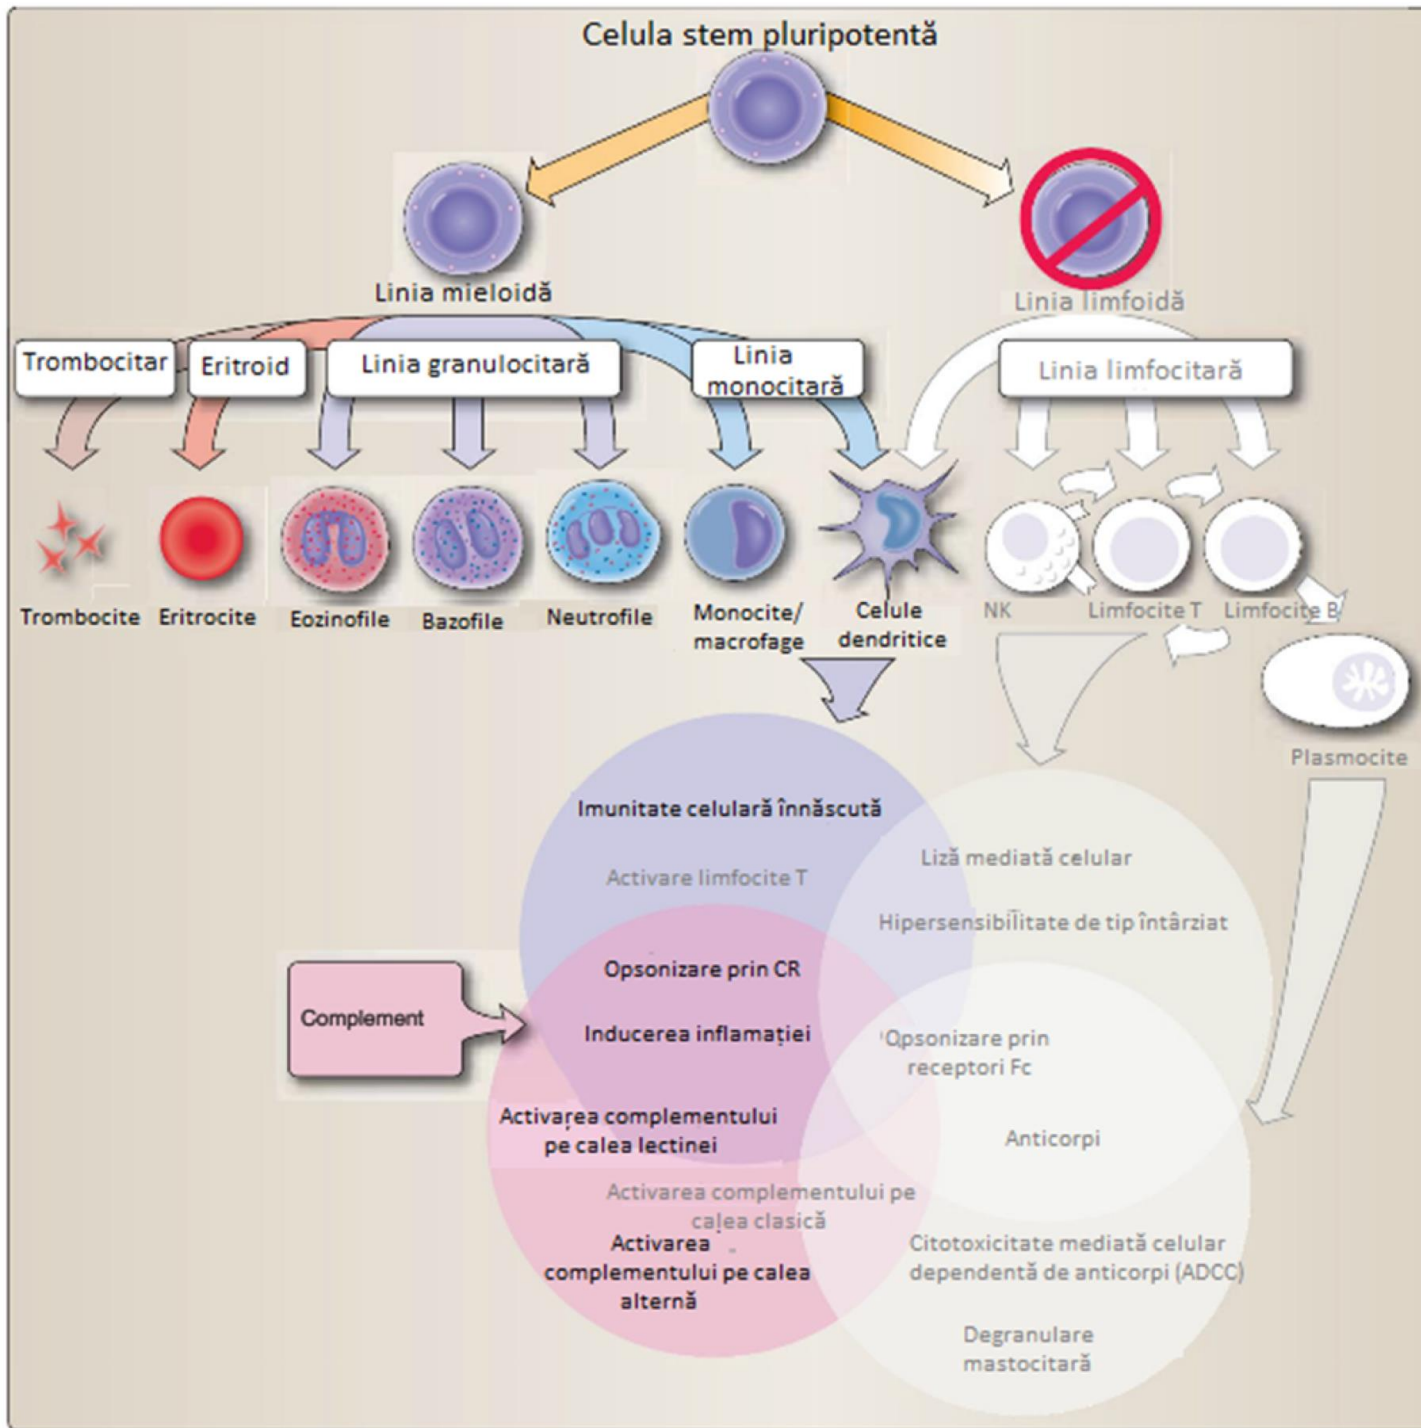 Celula stem pluripotentă
Linia mieloidă
Linia limfoidă
Trombocitar
Eritroid
Linia granulocitară
Linia
monocitară
Linia limfocitară
Trombocite
Eritrocite
Eozinofile
Bazofile
Neutrofile
Monocite/
macrofage
Celule
dendritice
NK
Limfocite T
Limfocite B
Plasmocite
Imunitate celulară înnăscută
Activare limfocite T
Liză mediată celular
Hipersensibilitate de tip întârziat
Opsonizare prin CR
Complement
Inducerea inflamației
Opsonizare prin
receptori Fc
Activarea complementului
pe calea lectinei
Anticorpi
Activarea complementului pe
calea clasică
Activarea
complementului pe calea
alternă
Citotoxicitate mediată celular
dependentă de anticorpi (ADCC)
Degranulare
mastocitară